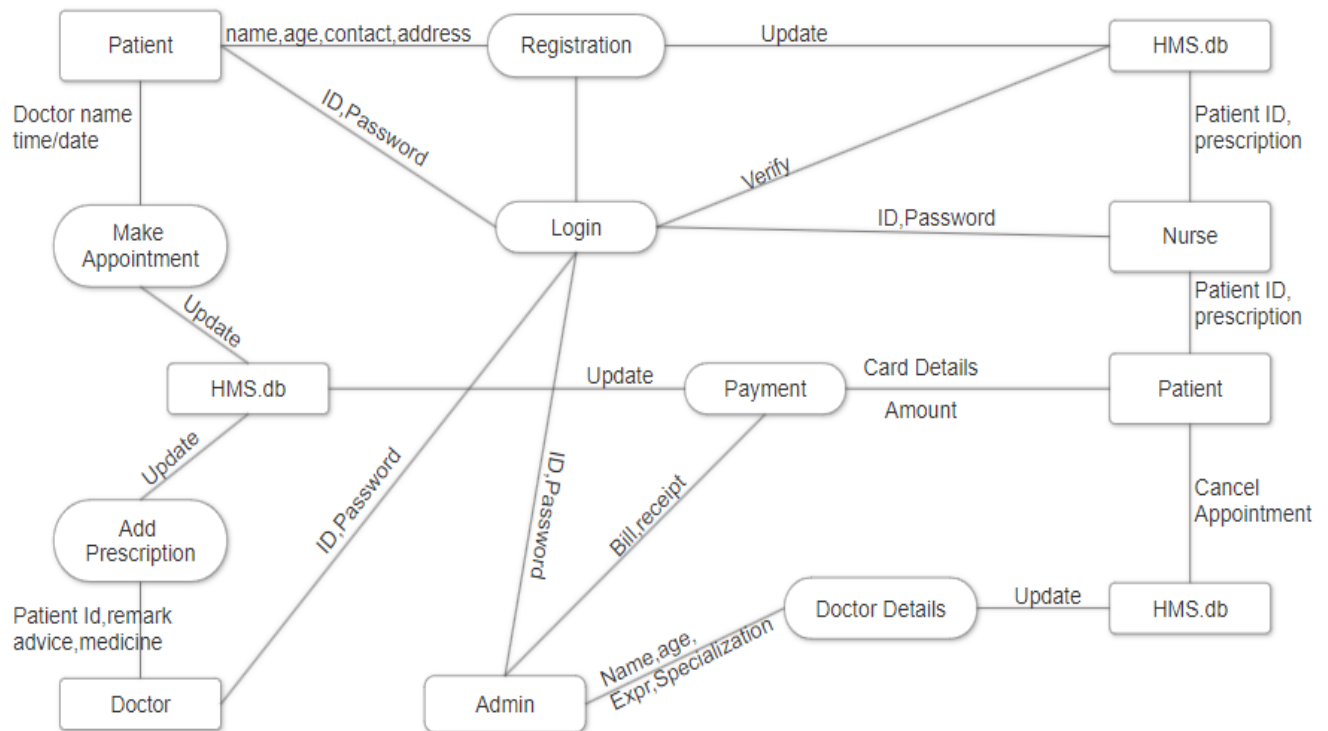 Patient
name,age,contact,address
Registration
Update
HMS.db
Doctor name
time/date
ID,Password
Patient ID,
prescription
Verify
Make
Appointment
Login
ID,Password
Nurse
Update
Patient ID,
prescription
HMS.db
Update
Payment
Card Details
Amount
Patient
Update
ID,Password
ID,Password
Bill,receipt
Cancel
Appointment
Add
Prescription
Patient Id,remark
advice,medicine
Doctor Details
Update
HMS.db
Name,age,
Expr,Specialization
Doctor
Admin